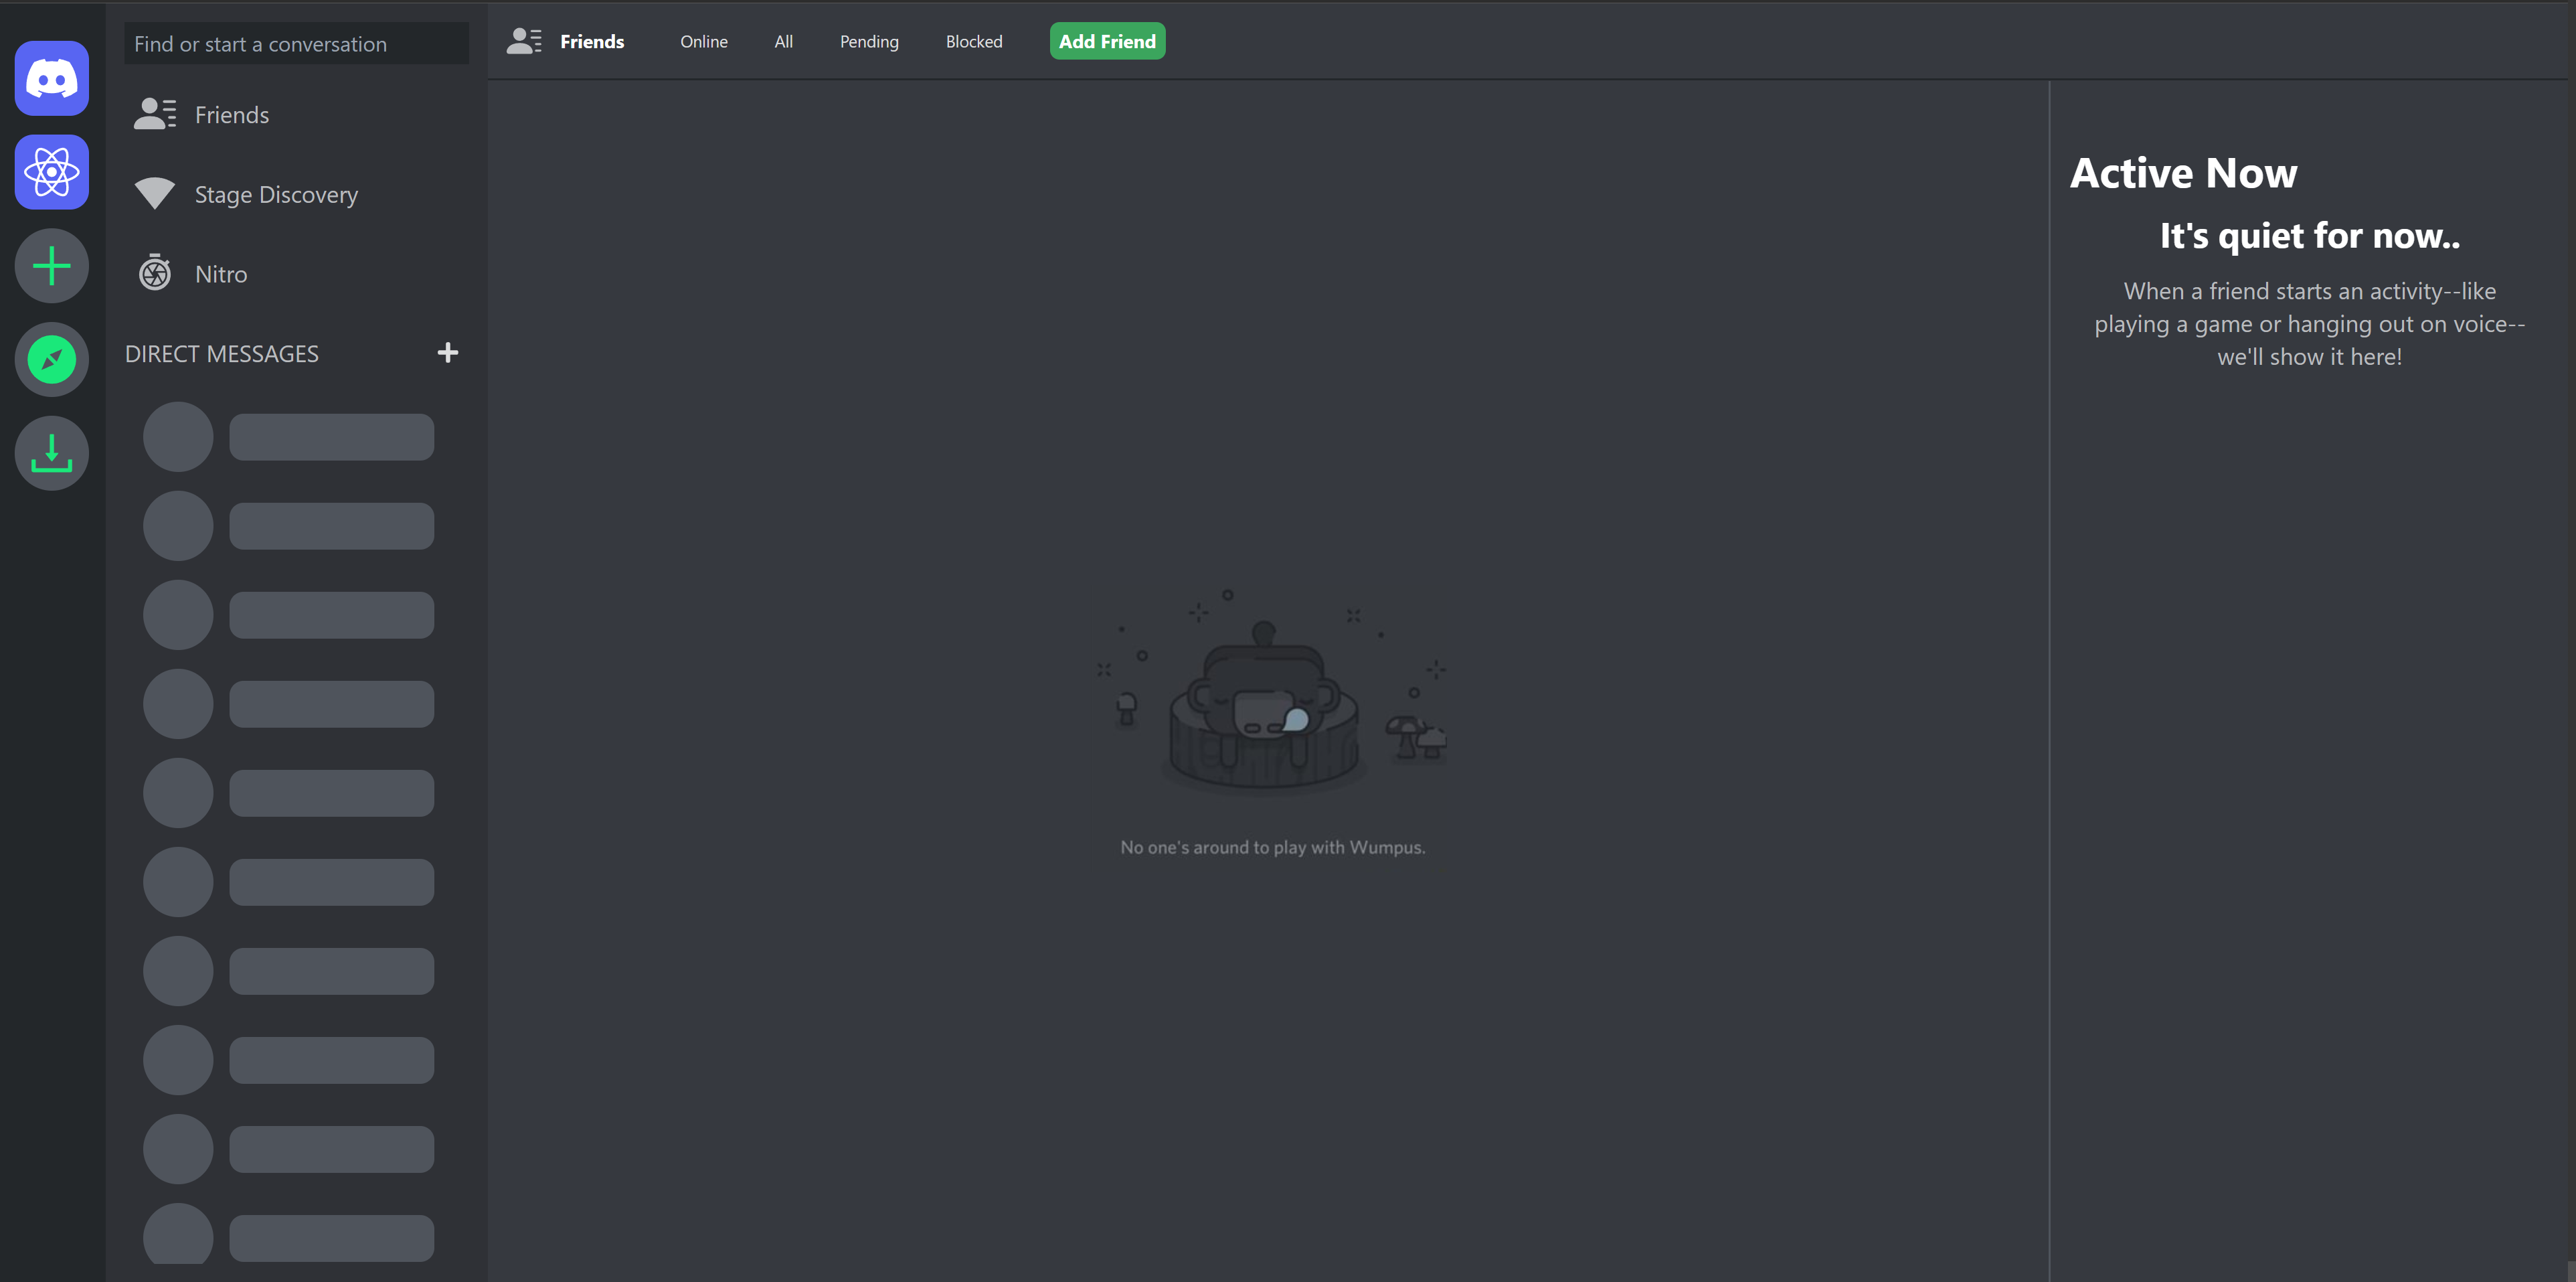 Find or start a conversation
Friends
Stage Discovery
Nitro
DIRECT MESSAGES
Friends
Online
All
Pending
Blocked
Add Friend
No one's around to play with Wumpus.
Active Now
It's quiet for now..
When a friend starts an activity--like
playing a game or hanging out on voice--
we'll show it here!